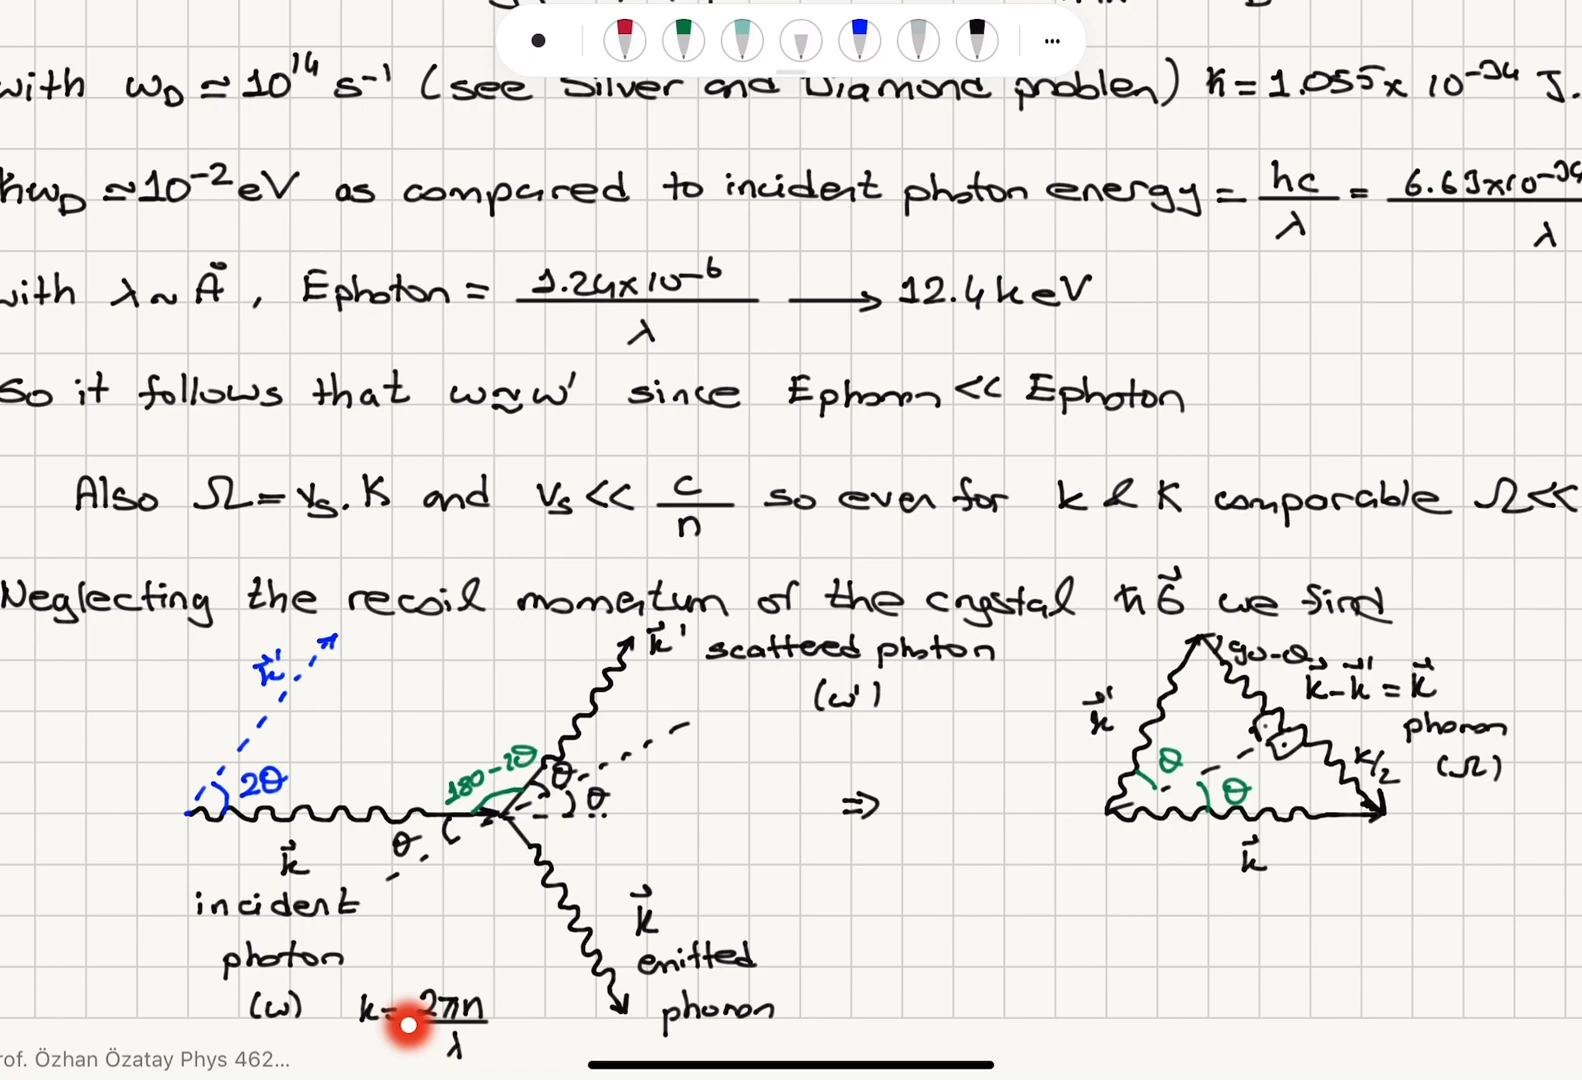 with ω_D ≃ 10^14 s^-1 (see Silver and Diamond problem) ħ = 1.055 x 10^-34 J.
ħω_D ≃ 10^-2 eV as compared to incident photon energy = hc/λ = 6.63x10^-34/λ
with λ ~ Å , Ephoton = 1.24x10^-6/λ ⟶ 12.4 keV
So it follows that ω ≈ ω' since Ephonon << Ephoton
Also Ω = v_s . K and v_s << c/n so even for k & K comparable Ω <<
Neglecting the recoil momentum of the crystal ħG⃗ we find
k⃗'
k⃗' scattered photon
(ω')
90-θ
k⃗ - k⃗' = K⃗
phonon
(Ω)
k⃗'
K/2
2θ
180-2θ
θ
θ
θ
⇒
θ
θ
k⃗
incident
photon
(ω)
k = 2πn/λ
K⃗
emitted
phonon
k⃗
rof. Özhan Özatay Phys 462...